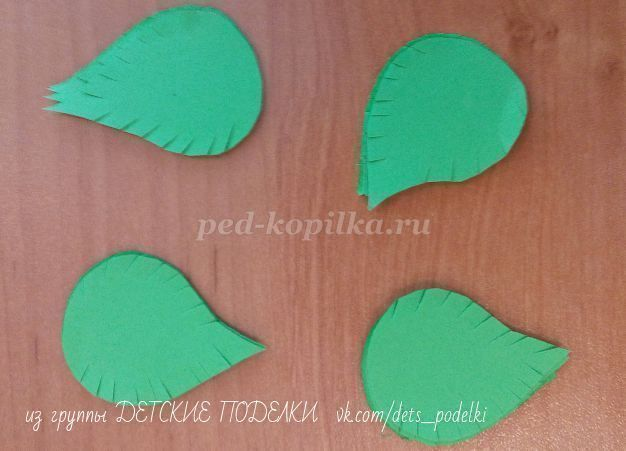 ped-kopilka.ru
из группы ДЕТСКИЕ ПОДЕЛКИ vk.com/dets_podelki